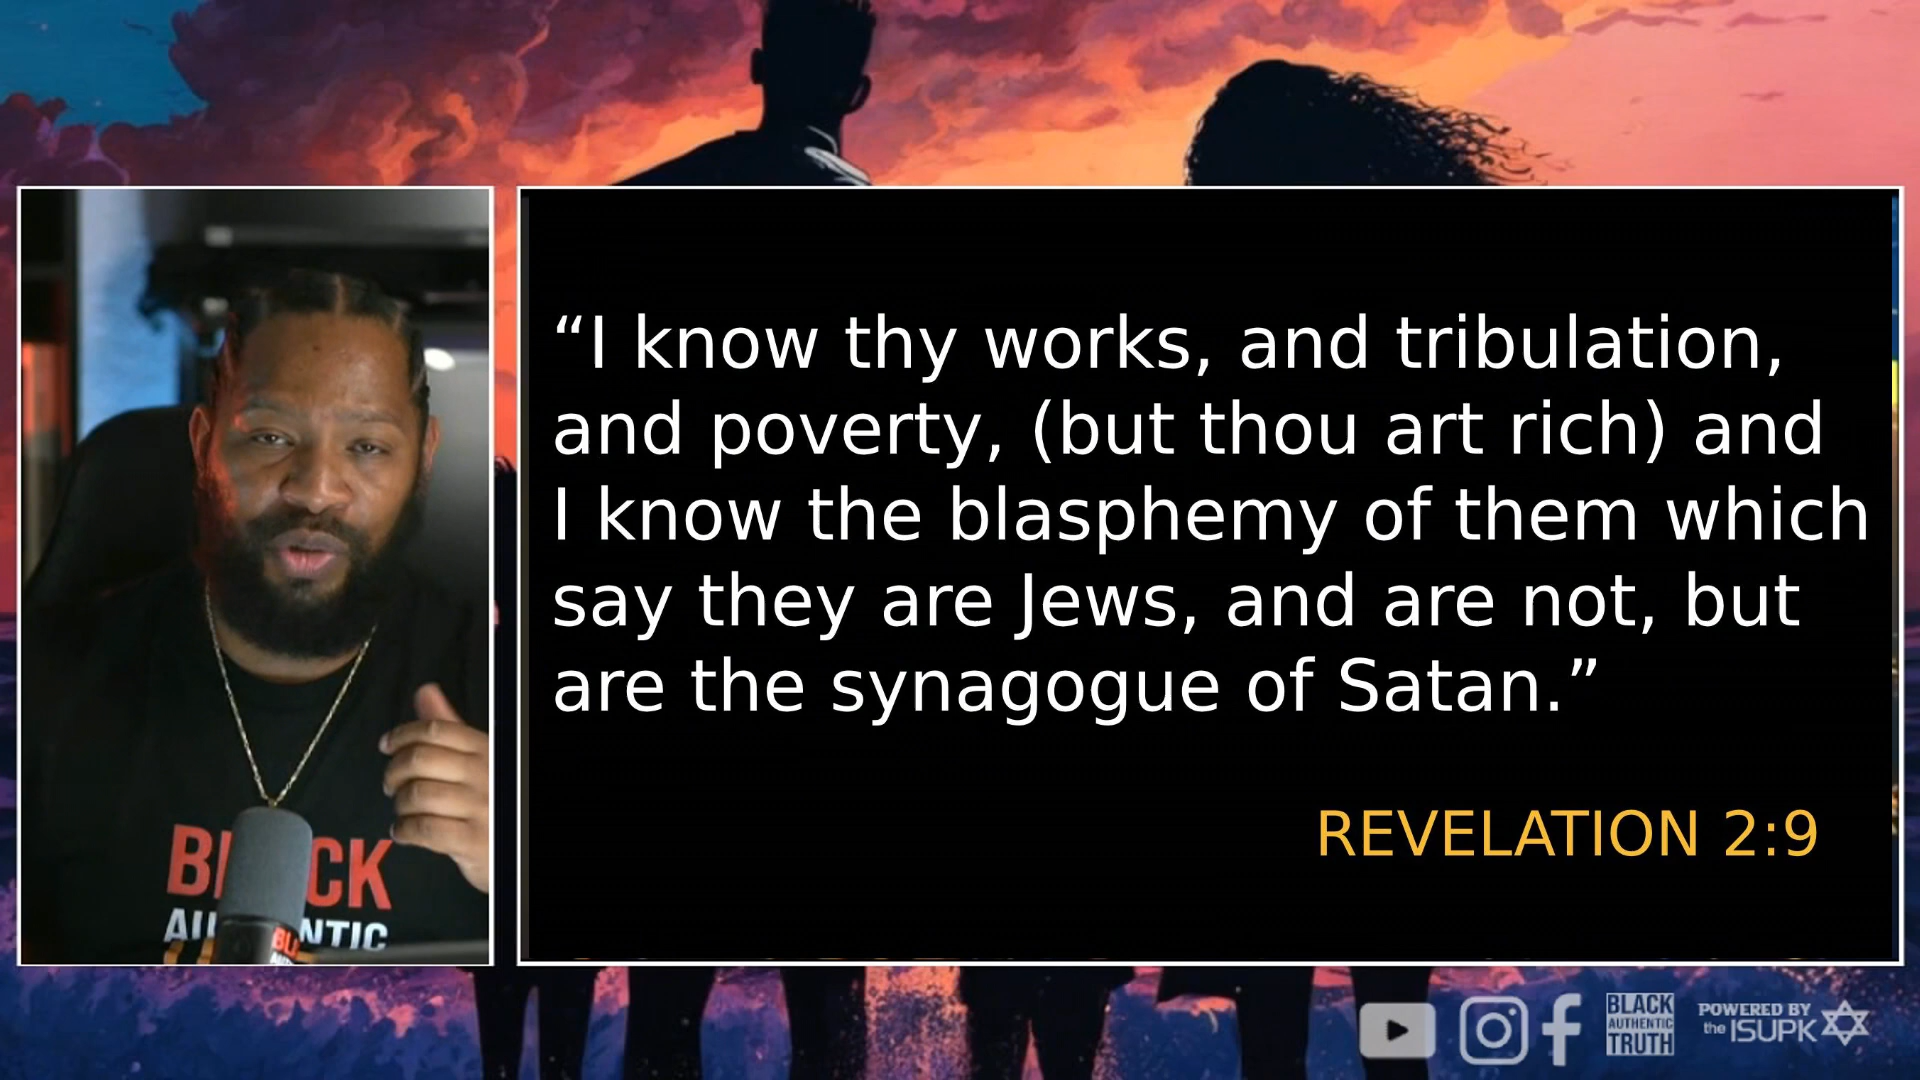 “I know thy works, and tribulation,
and poverty, (but thou art rich) and
I know the blasphemy of them which
say they are Jews, and are not, but
are the synagogue of Satan.”
REVELATION 2:9
BLACK
AUTHENTIC
TRUTH
POWERED BY
the ISUPK